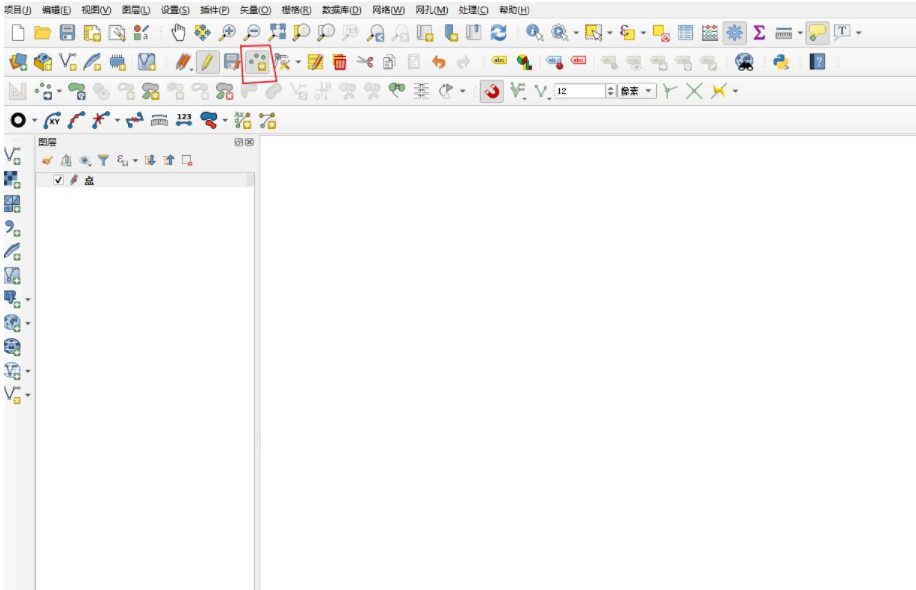 项目(J) 编辑(E) 视图(V) 图层(L) 设置(S) 插件(P) 矢量(O) 栅格(R) 数据库(D) 网络(W) 网孔(M) 处理(C) 帮助(H)
12 像素
XY 123
图层
点